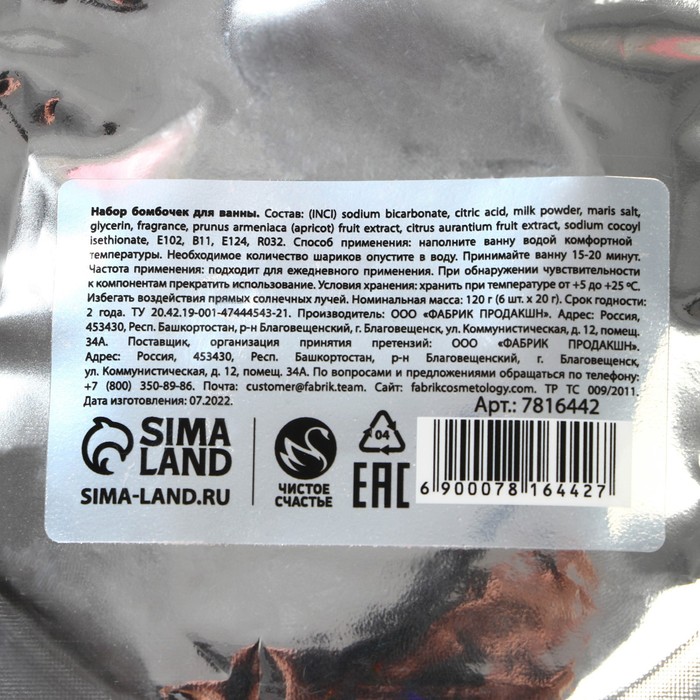 Набор бомбочек для ванны. Состав: (INCI) sodium bicarbonate, citric acid, milk powder, maris salt,
glycerin, fragrance, prunus armeniaca (apricot) fruit extract, citrus aurantium fruit extract, sodium cocoyl
isethionate, E102, B11, E124, R032. Способ применения: наполните ванну водой комфортной
температуры. Необходимое количество шариков опустите в воду. Принимайте ванну 15-20 минут.
Частота применения: подходит для ежедневного применения. При обнаружении чувствительности
к компонентам прекратить использование. Условия хранения: хранить при температуре от +5 до +25 ºC.
Избегать воздействия прямых солнечных лучей. Номинальная масса: 120 г (6 шт. x 20 г). Срок годности:
2 года. ТУ 20.42.19-001-47444543-21. Производитель: ООО «ФАБРИК ПРОДАКШН». Адрес: Россия,
453430, Респ. Башкортостан, р-н Благовещенский, г. Благовещенск, ул. Коммунистическая, д. 12, помещ.
34А. Поставщик, организация принятия претензий: ООО «ФАБРИК ПРОДАКШН».
Адрес: Россия, 453430, Респ. Башкортостан, р-н Благовещенский, г. Благовещенск,
ул. Коммунистическая, д. 12, помещ. 34А. По вопросам и предложениями обращаться по телефону:
+7 (800) 350-89-86. Почта: customer@fabrik.team. Сайт: fabrikcosmetology.com. ТР ТС 009/2011.
Дата изготовления: 07.2022.
Арт.: 7816442
SIMA
LAND
SIMA-LAND.RU
ЧИСТОЕ
СЧАСТЬЕ
04
EAC
6 900078 164427